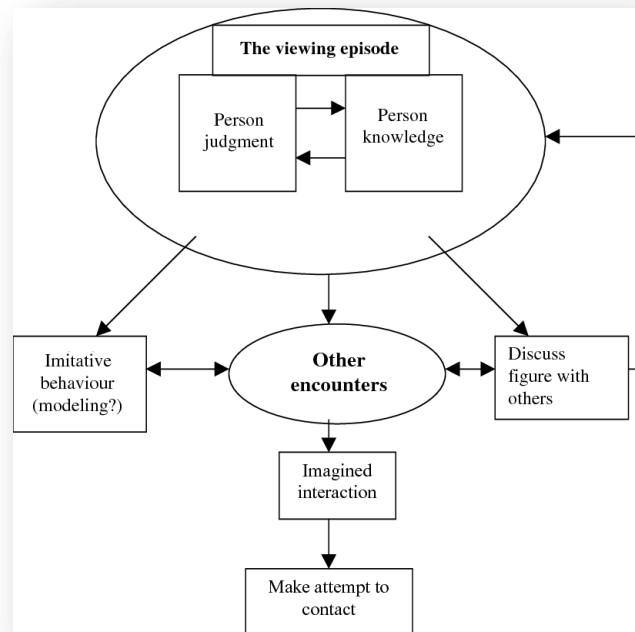 The viewing episode
Person
judgment
Person
knowledge
Imitative
behaviour
(modeling?)
Other
encounters
Discuss
figure with
others
Imagined
interaction
Make attempt to
contact